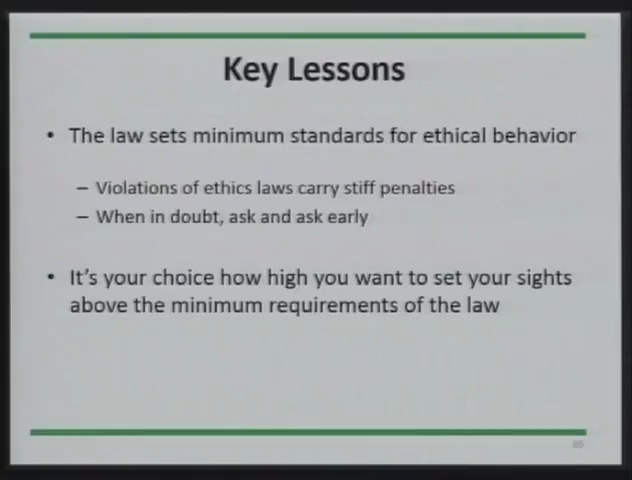 Key Lessons
• The law sets minimum standards for ethical behavior
– Violations of ethics laws carry stiff penalties
– When in doubt, ask and ask early
• It's your choice how high you want to set your sights
above the minimum requirements of the law